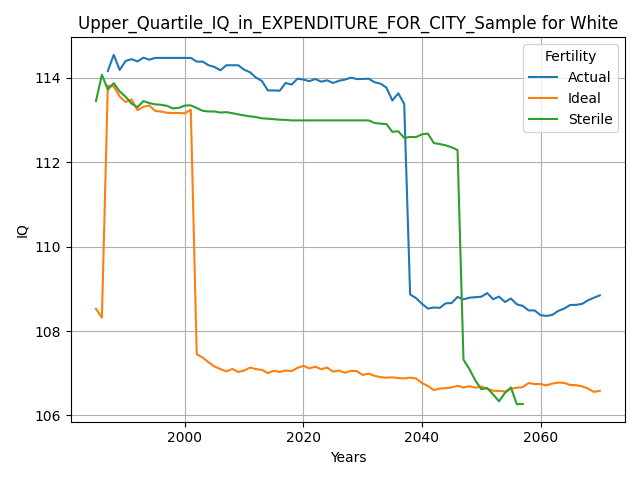 Upper_Quartile_IQ_in_EXPENDITURE_FOR_CITY_Sample for White
Fertility
Actual
Ideal
Sterile
IQ
114
112
110
108
106
2000
2020
2040
2060
Years